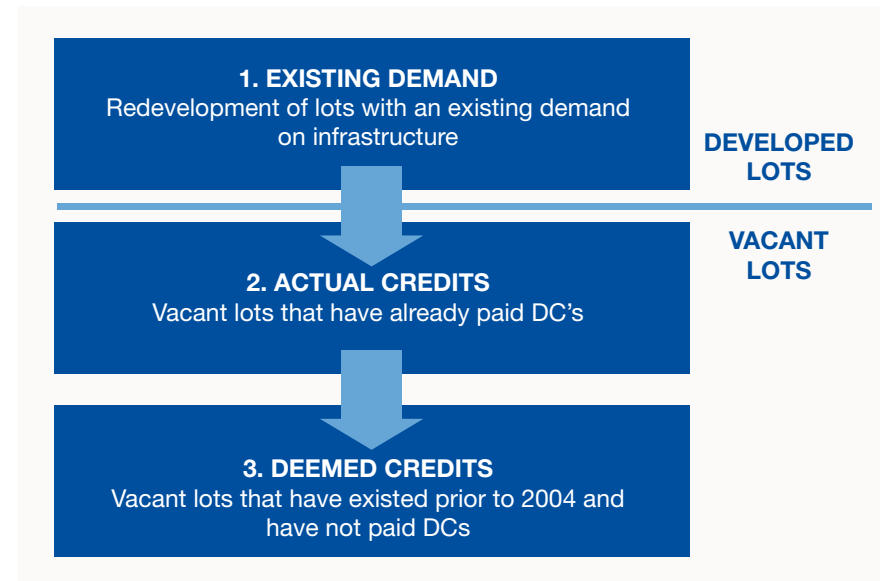 1. EXISTING DEMAND
Redevelopment of lots with an existing demand
on infrastructure
DEVELOPED
LOTS
VACANT
LOTS
2. ACTUAL CREDITS
Vacant lots that have already paid DC’s
3. DEEMED CREDITS
Vacant lots that have existed prior to 2004 and
have not paid DCs